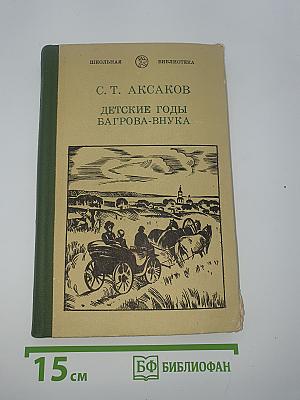 ШКОЛЬНАЯ БИБЛИОТЕКА
С. Т. АКСАКОВ
ДЕТСКИЕ ГОДЫ
БАГРОВА-ВНУКА
15 см
БФ БИБЛИОФАН